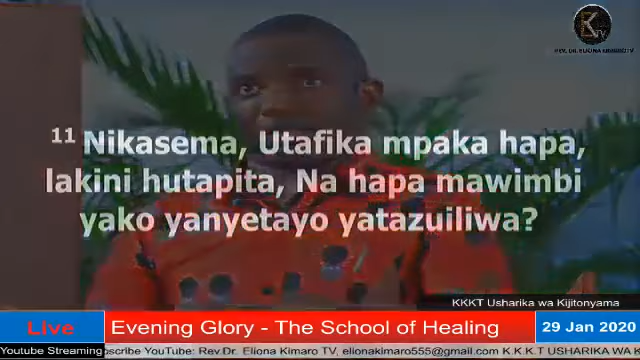 REV. DR. ELIONA KIMARO TV
11 Nikasema, Utafika mpaka hapa,
lakini hutapita, Na hapa mawimbi
yako yanyetayo yatazuiliwa?
KKKT Usharika wa Kijitonyama
Live
Evening Glory - The School of Healing
29 Jan 2020
Youtube Streaming
bscribe YouTube: Rev.Dr. Eliona Kimaro TV, elionakimaro555@gmail.com K.K.K.T USHARIKA WA